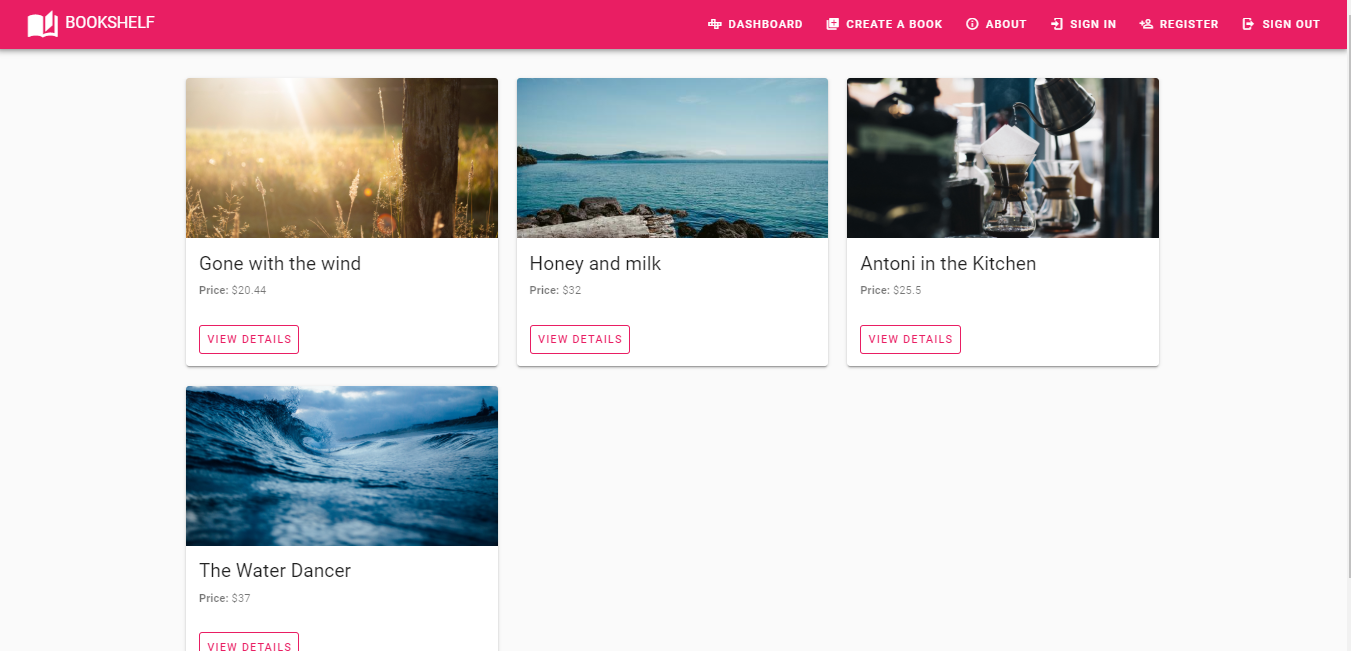 BOOKSHELF
DASHBOARD CREATE A BOOK ABOUT SIGN IN REGISTER SIGN OUT
Gone with the wind
Price: $20.44
VIEW DETAILS
Honey and milk
Price: $32
VIEW DETAILS
Antoni in the Kitchen
Price: $25.5
VIEW DETAILS
The Water Dancer
Price: $37
VIEW DETAILS